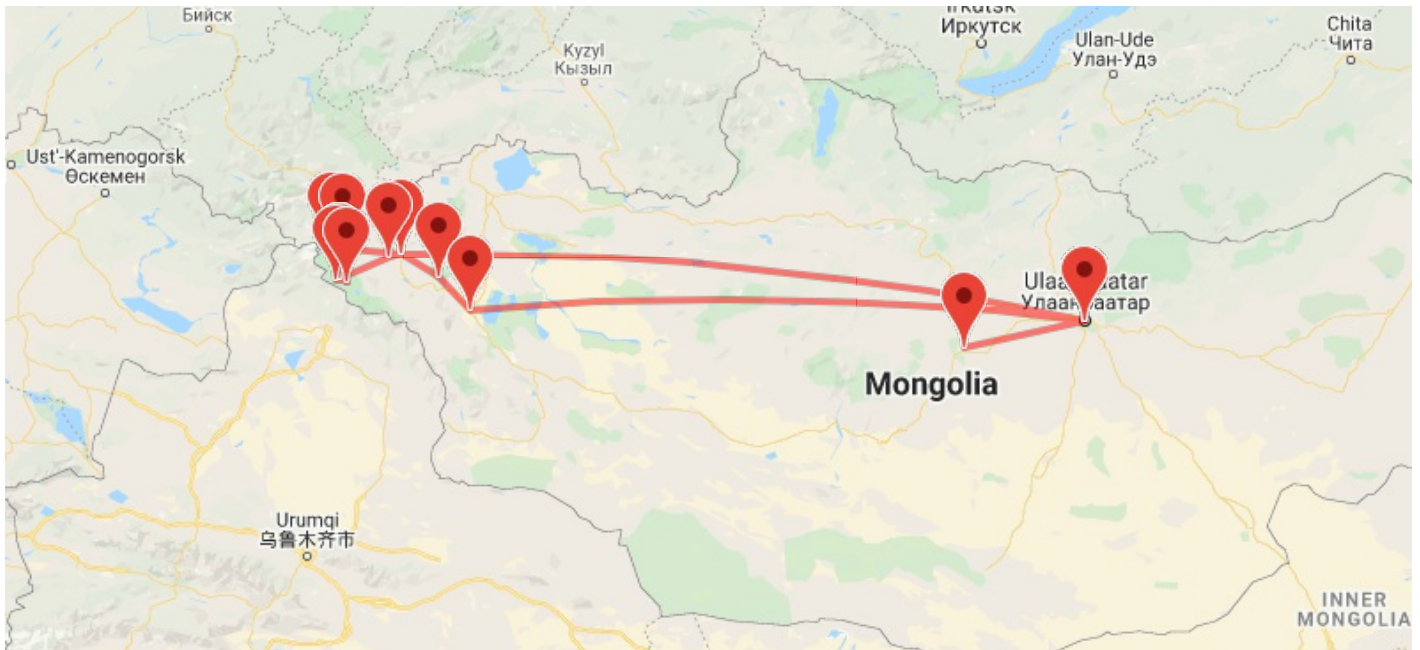 Бийск
Kyzyl
Кызыл
Иркутск
Ulan-Ude
Улан-Удэ
Chita
Чита
Ust'-Kamenogorsk
Өскемен
Mongolia
Urumqi
乌鲁木齐市
INNER
MONGOLIA